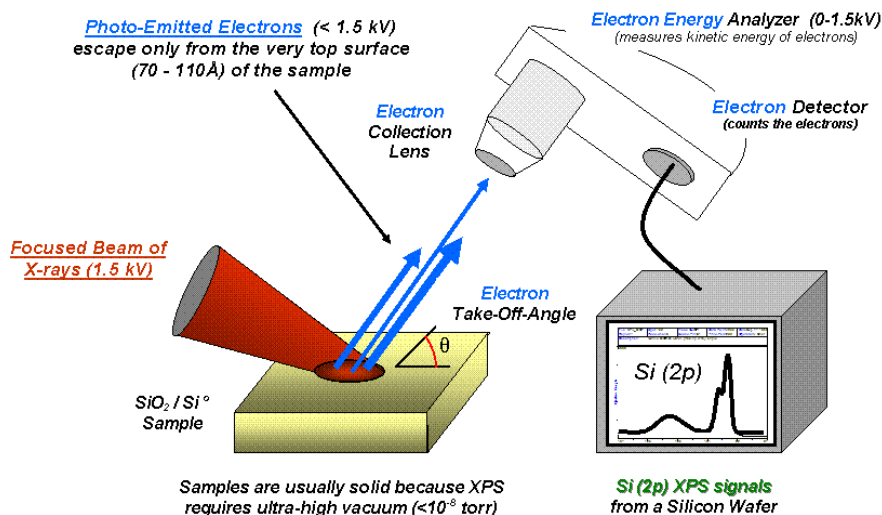 Photo-Emitted Electrons (< 1.5 kV)
escape only from the very top surface
(70 - 110Å) of the sample
Electron Energy Analyzer (0-1.5kV)
(measures kinetic energy of electrons)
Electron Detector
(counts the electrons)
Electron
Collection
Lens
Focused Beam of
X-rays (1.5 kV)
Electron
Take-Off-Angle
θ
SiO₂ / Si°
Sample
Si (2p)
Samples are usually solid because XPS
requires ultra-high vacuum (<10⁻⁸ torr)
Si (2p) XPS signals
from a Silicon Wafer